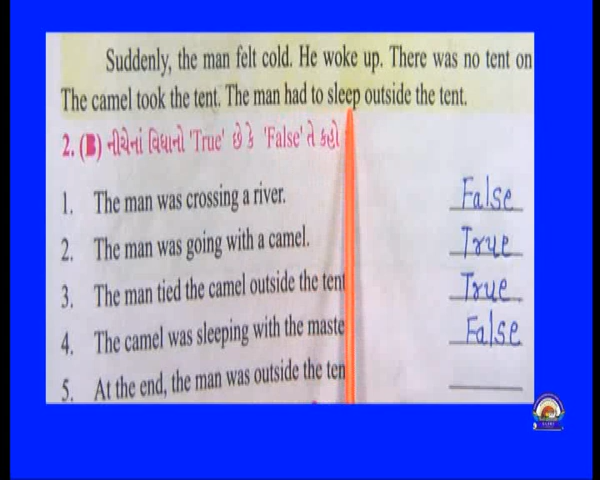 Suddenly, the man felt cold. He woke up. There was no tent on
The camel took the tent. The man had to sleep outside the tent.
2. (B) નીચેનાં વિધાનો 'True' છે કે 'False' તે કહો
1. The man was crossing a river. False
2. The man was going with a camel. True
3. The man tied the camel outside the tent True
4. The camel was sleeping with the maste False
5. At the end, the man was outside the ten